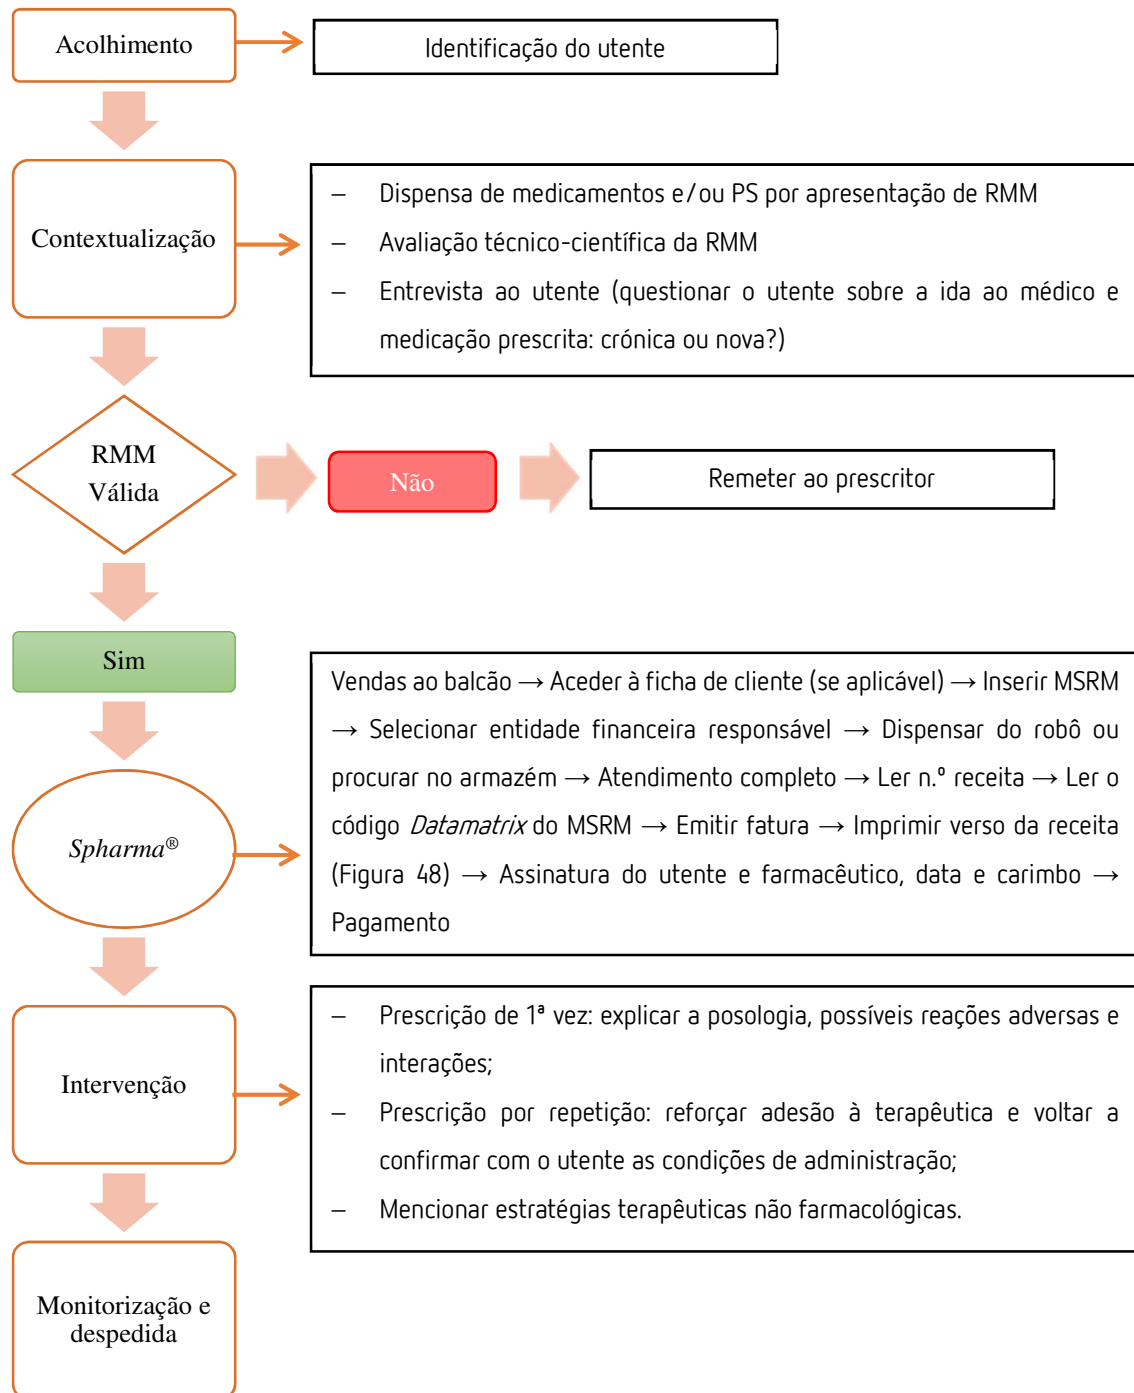 Acolhimento
Identificação do utente
Contextualização
– Dispensa de medicamentos e/ou PS por apresentação de RMM
– Avaliação técnico-científica da RMM
– Entrevista ao utente (questionar o utente sobre a ida ao médico e
medicação prescrita: crónica ou nova?)
RMM
Válida
Não
Remeter ao prescritor
Sim
Spharma®
Vendas ao balcão → Aceder à ficha de cliente (se aplicável) → Inserir MSRM
→ Selecionar entidade financeira responsável → Dispensar do robô ou
procurar no armazém → Atendimento completo → Ler n.º receita → Ler o
código Datamatrix do MSRM → Emitir fatura → Imprimir verso da receita
(Figura 48) → Assinatura do utente e farmacêutico, data e carimbo →
Pagamento
Intervenção
– Prescrição de 1ª vez: explicar a posologia, possíveis reações adversas e
interações;
– Prescrição por repetição: reforçar adesão à terapêutica e voltar a
confirmar com o utente as condições de administração;
– Mencionar estratégias terapêuticas não farmacológicas.
Monitorização e
despedida